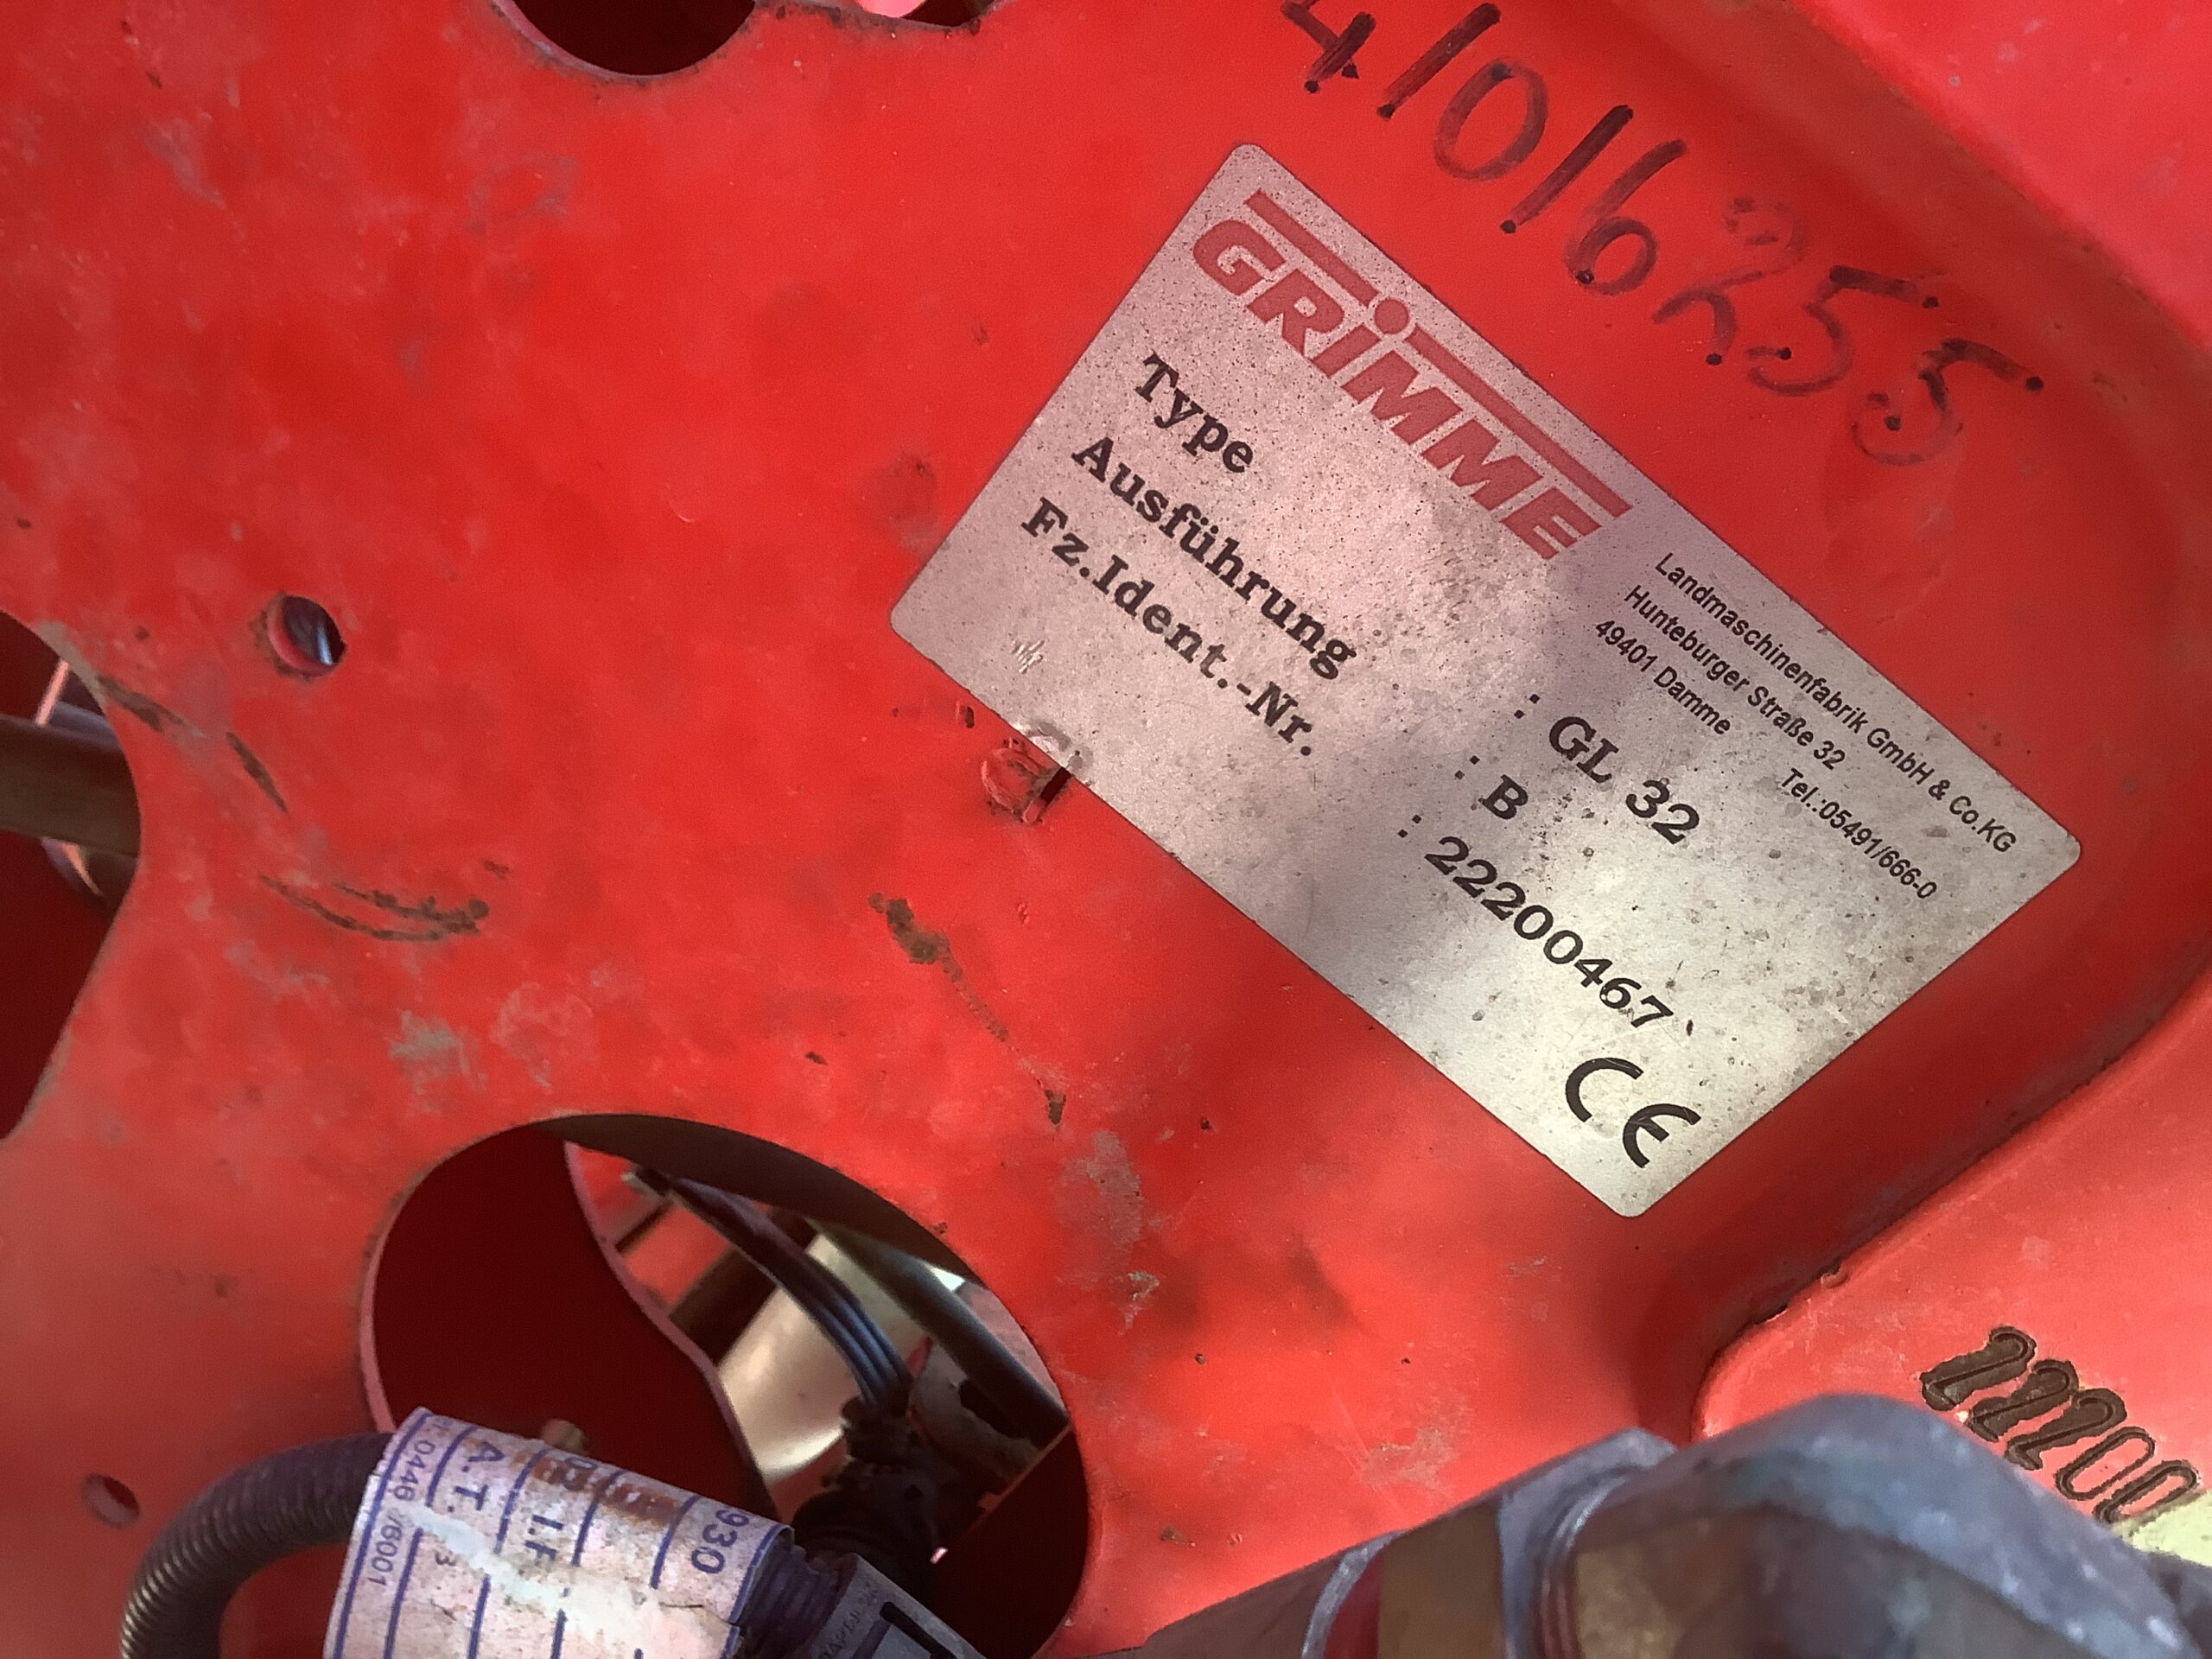 41016255
GRIMME
Landmaschinenfabrik GmbH & Co.KG
Hunteburger Straße 32
49401 Damme Tel.:05491/666-0
Type : GL 32
Ausführung : B
Fz.Ident.-Nr. : 22200467
CE
22200
930
A.T.